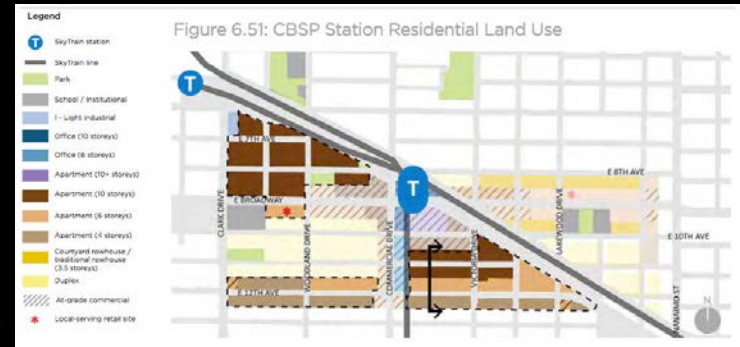 Legend
Figure 6.51: CBSP Station Residential Land Use
T SkyTrain station
SkyTrain line
Park
School / Institutional
I - Light Industrial
Office (10 storeys)
Office (6 storeys)
Apartment (10+ storeys)
Apartment (10 storeys)
Apartment (6 storeys)
Apartment (4 storeys)
Courtyard rowhouse /
traditional rowhouse
(3.5 storeys)
Duplex
At-grade commercial
Local-serving retail site
T
E 7TH AVE
T
E 8TH AVE
E BROADWAY
E 10TH AVE
E 12TH AVE
CLARK DRIVE
WOODLAND DRIVE
COMMERCIAL DRIVE
VICTORIA DRIVE
LAKEWOOD DRIVE
NANAIMO ST
N